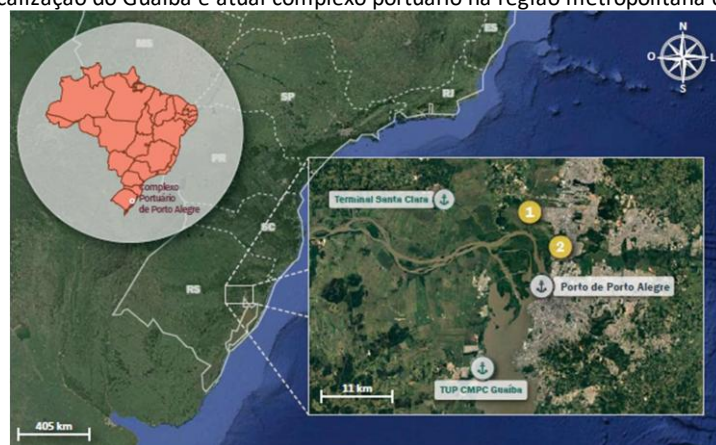 calização do Guaíba e atual complexo portuário na região metropolitana
MS
ES
SP
RJ
PR
SC
RS
N
O
L
S
Complexo
Portuário
de Porto Alegre
Terminal Santa Clara
1
2
Porto de Porto Alegre
TUP CMPC Guaíba
11 km
405 km